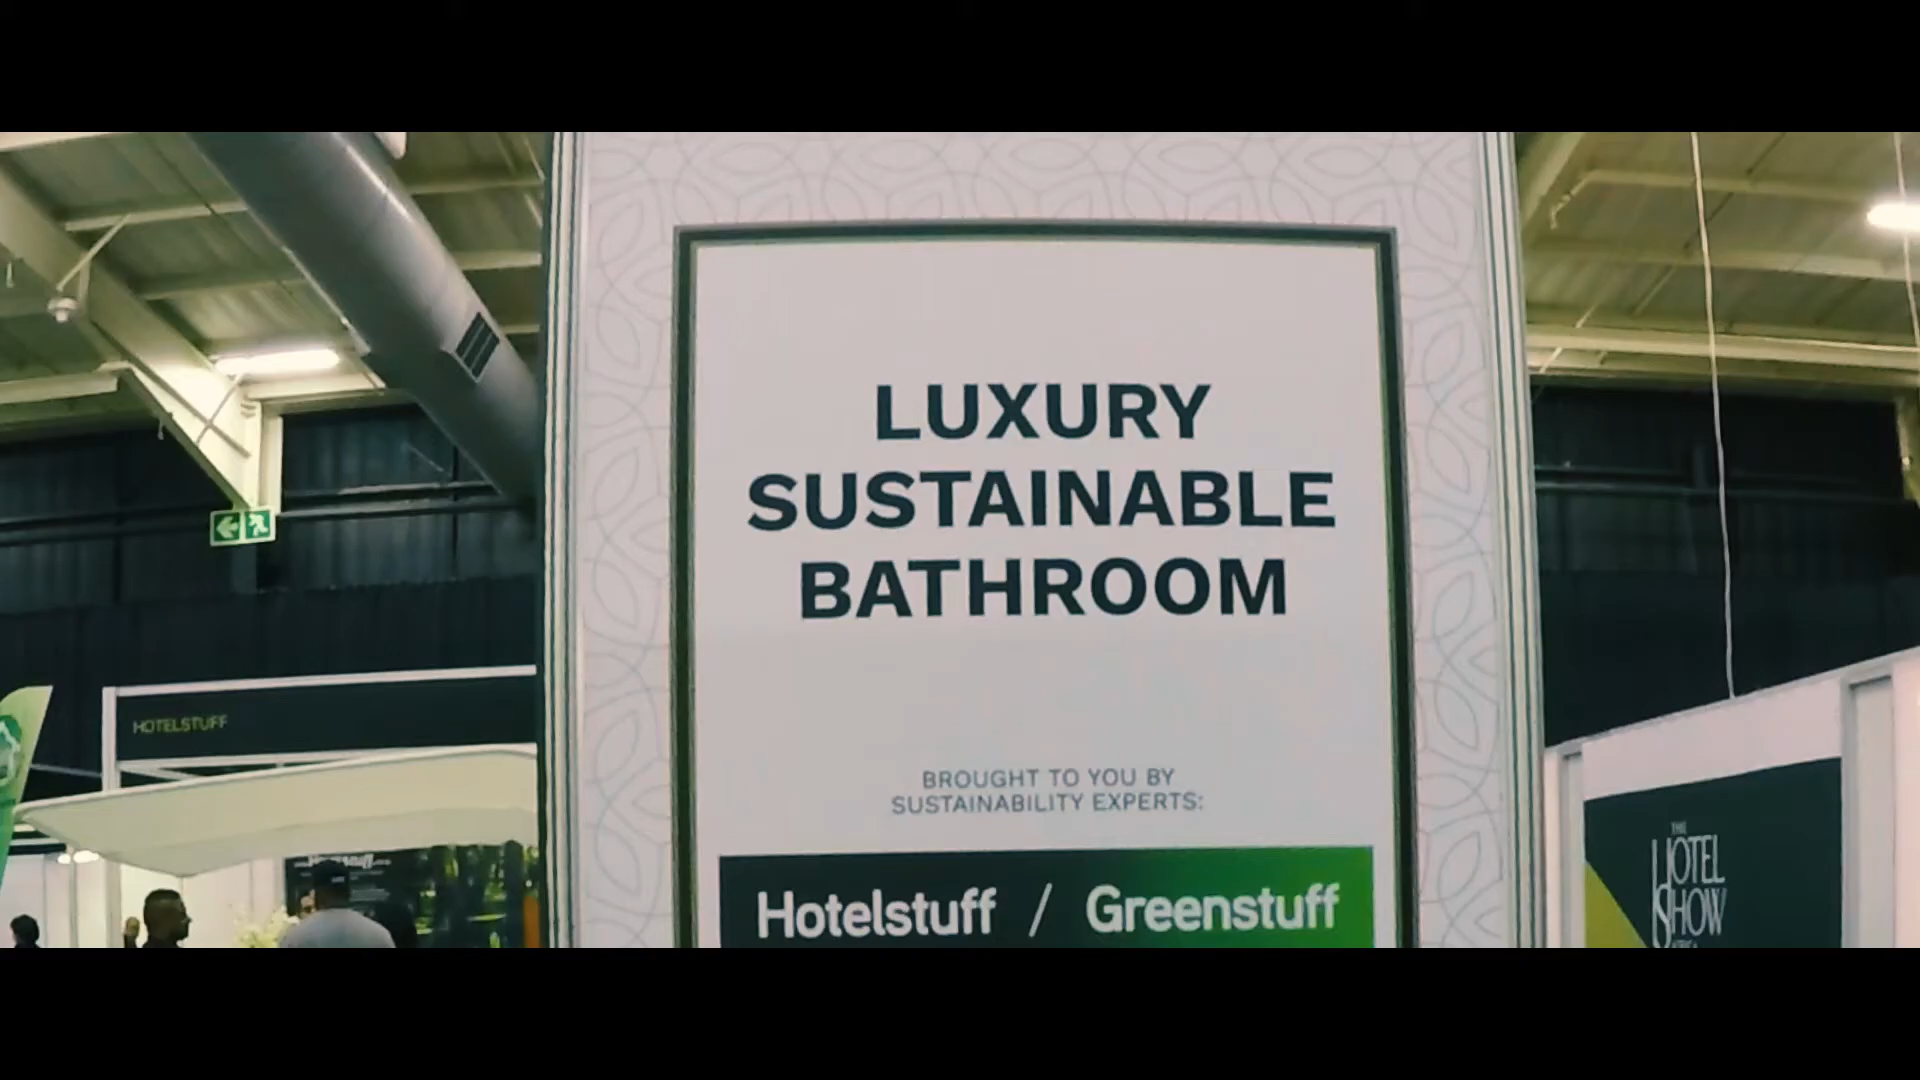 LUXURY
SUSTAINABLE
BATHROOM
BROUGHT TO YOU BY
SUSTAINABILITY EXPERTS:
Hotelstuff / Greenstuff
HOTELSTUFF
THE
HOTEL
SHOW